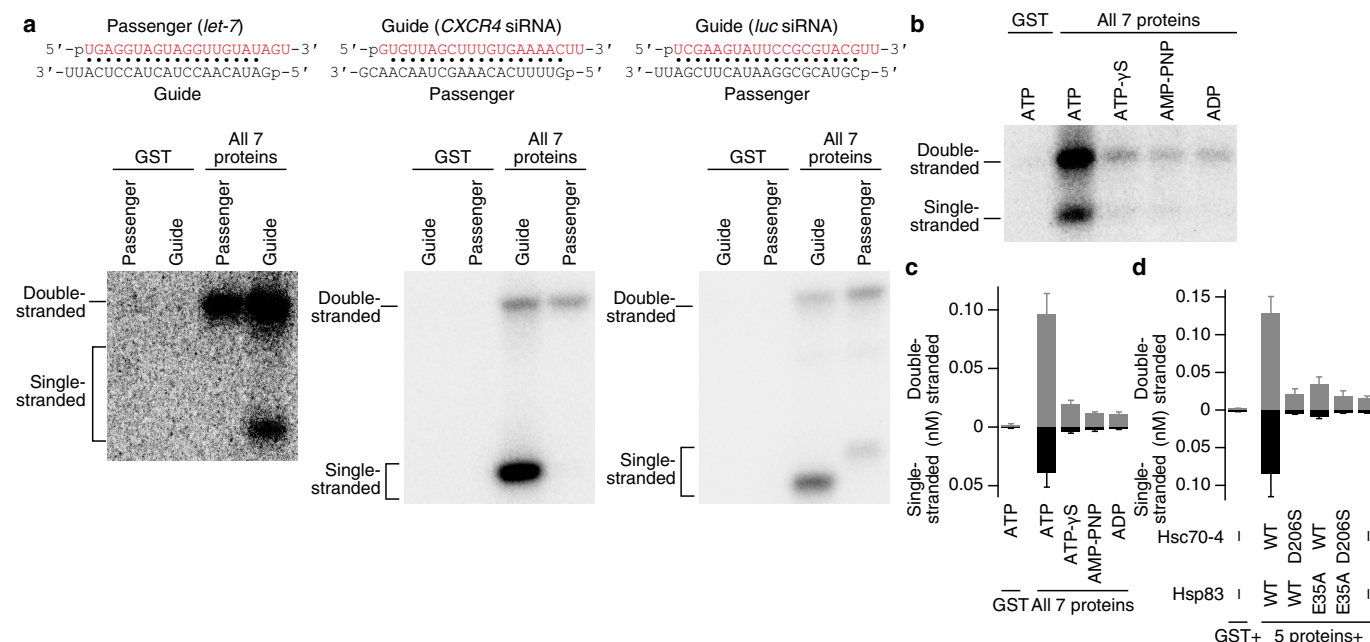 a
Passenger (let-7)
5′-pUGAGGUAGUAGGUUGUAUAGU-3′
3′-UUACUCCAUCAUCCAACAUAGp-5′
Guide
Guide (CXCR4 siRNA)
5′-pGUGUUAGCUUUGUGAAAACUU-3′
3′-GCAACAAUCGAAACACUUUUGp-5′
Passenger
Guide (luc siRNA)
5′-pUCGAAGUAUUCCGCGUACGUU-3′
3′-UUAGCUUCAUAAGGCGCAUGCp-5′
Passenger
GST
All 7 proteins
Passenger
Guide
Passenger
Guide
Double-stranded
Single-stranded
GST
All 7 proteins
Guide
Passenger
Guide
Passenger
Double-stranded
Single-stranded
GST
All 7 proteins
Guide
Passenger
Guide
Passenger
Double-stranded
Single-stranded
b
GST
All 7 proteins
ATP
ATP
ATP-γS
AMP-PNP
ADP
Double-stranded
Single-stranded
c
Double-stranded
Single-stranded (nM)
0.10
0.05
0
0.05
ATP
ATP
ATP-γS
AMP-PNP
ADP
GST
All 7 proteins
d
Double-stranded
Single-stranded (nM)
0.15
0.10
0.05
0
0.05
0.10
Hsc70-4
–
WT
D206S
WT
D206S
–
Hsp83
–
WT
WT
E35A
E35A
–
GST+
5 proteins+